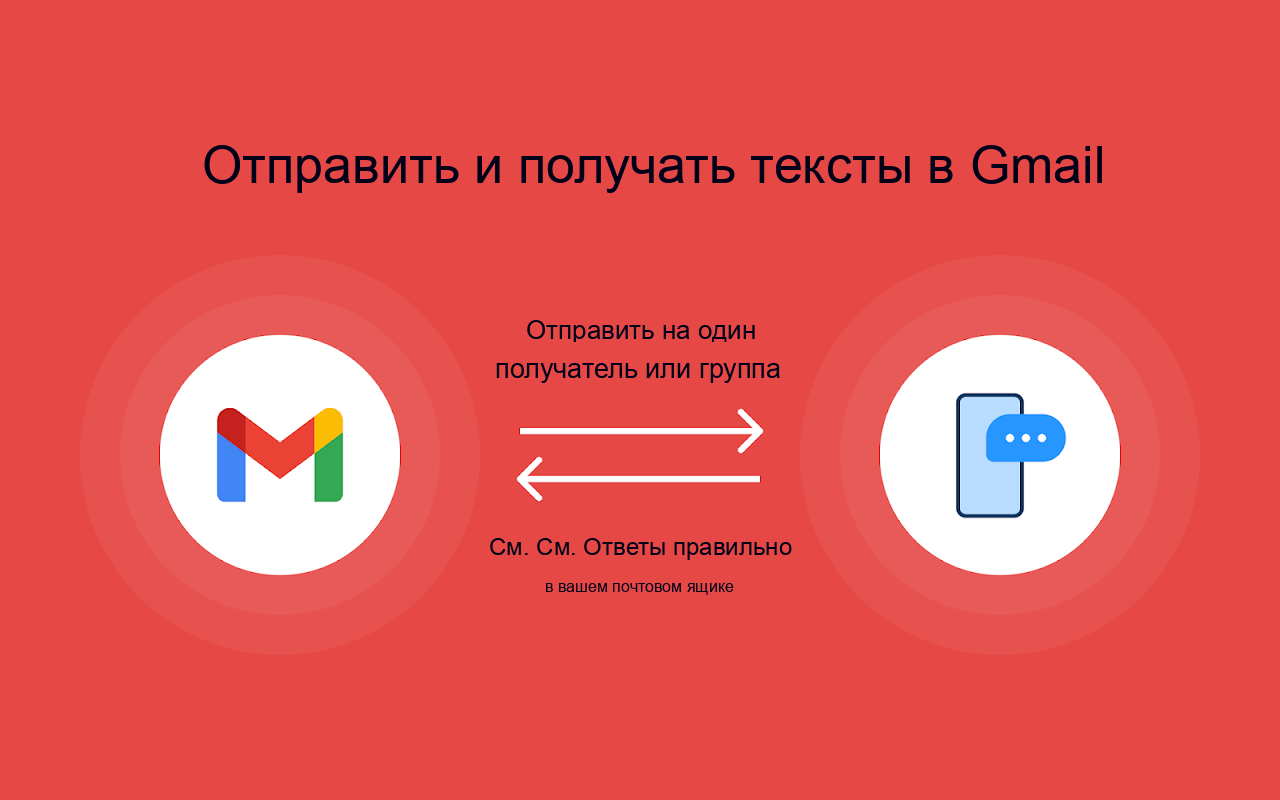 Отправить и получать тексты в Gmail
Отправить на один
получатель или группа
См. См. Ответы правильно
в вашем почтовом ящике